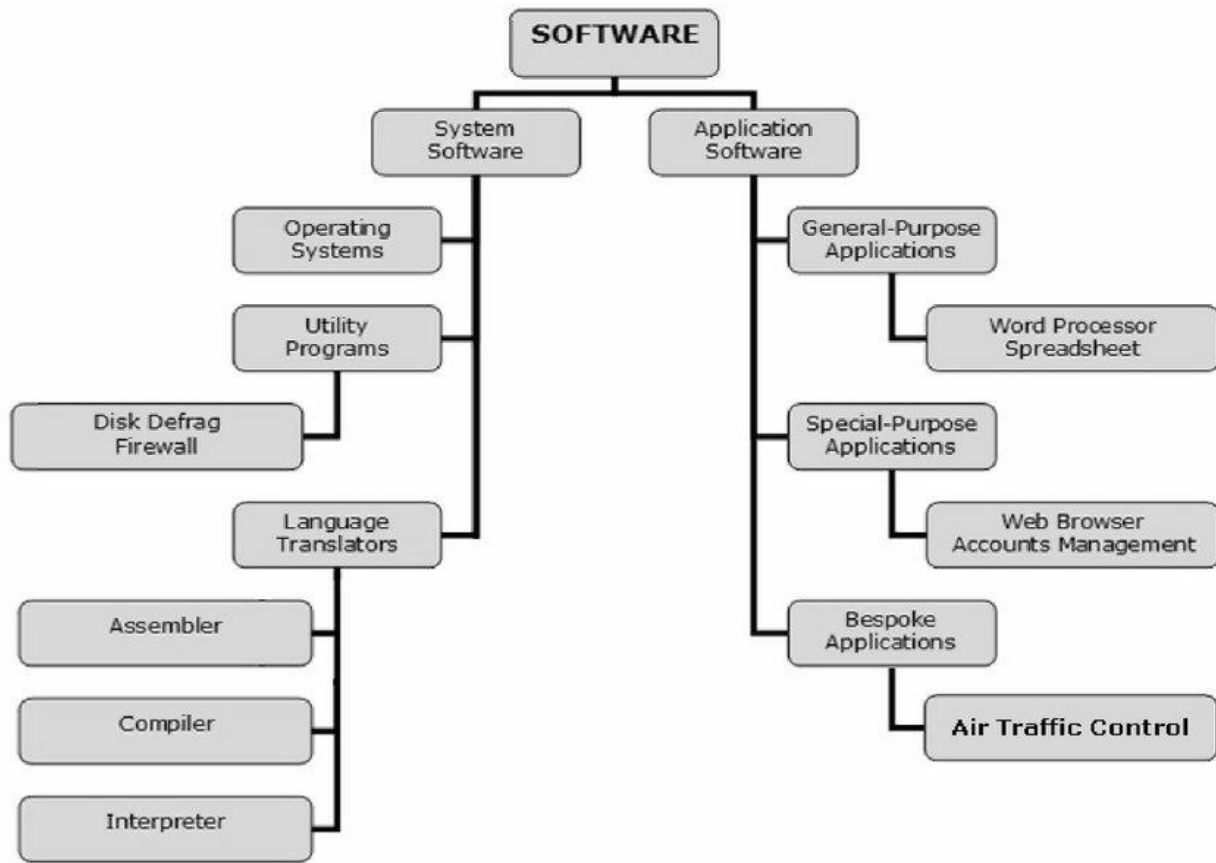 SOFTWARE
System
Software
Application
Software
Operating
Systems
General-Purpose
Applications
Utility
Programs
Word Processor
Spreadsheet
Disk Defrag
Firewall
Special-Purpose
Applications
Language
Translators
Web Browser
Accounts Management
Assembler
Bespoke
Applications
Compiler
Air Traffic Control
Interpreter